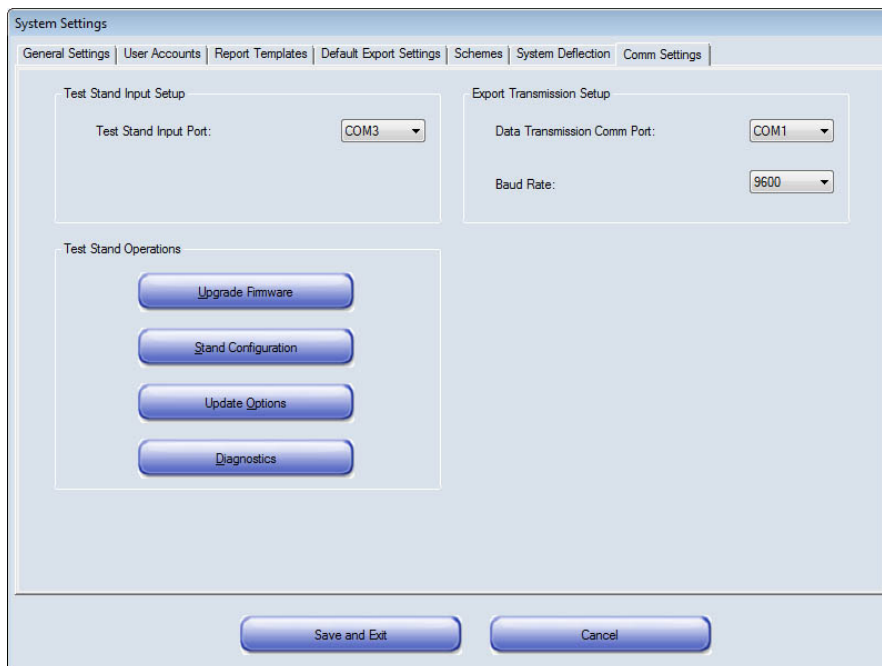 System Settings
General Settings User Accounts Report Templates Default Export Settings Schemes System Deflection Comm Settings
Test Stand Input Setup
Test Stand Input Port: COM3
Export Transmission Setup
Data Transmission Comm Port: COM1
Baud Rate: 9600
Test Stand Operations
Upgrade Firmware
Stand Configuration
Update Options
Diagnostics
Save and Exit Cancel